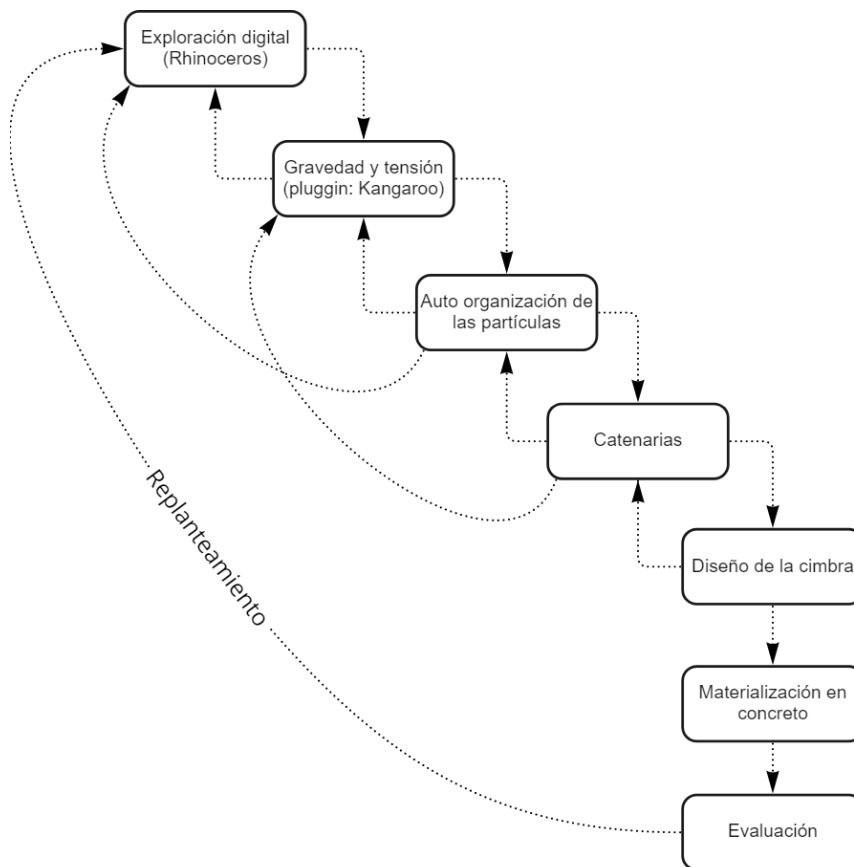 Exploración digital
(Rhinoceros)
Gravedad y tensión
(pluggin: Kangaroo)
Auto organización de
las partículas
Catenarias
Replanteamiento
Diseño de la cimbra
Materialización en
concreto
Evaluación